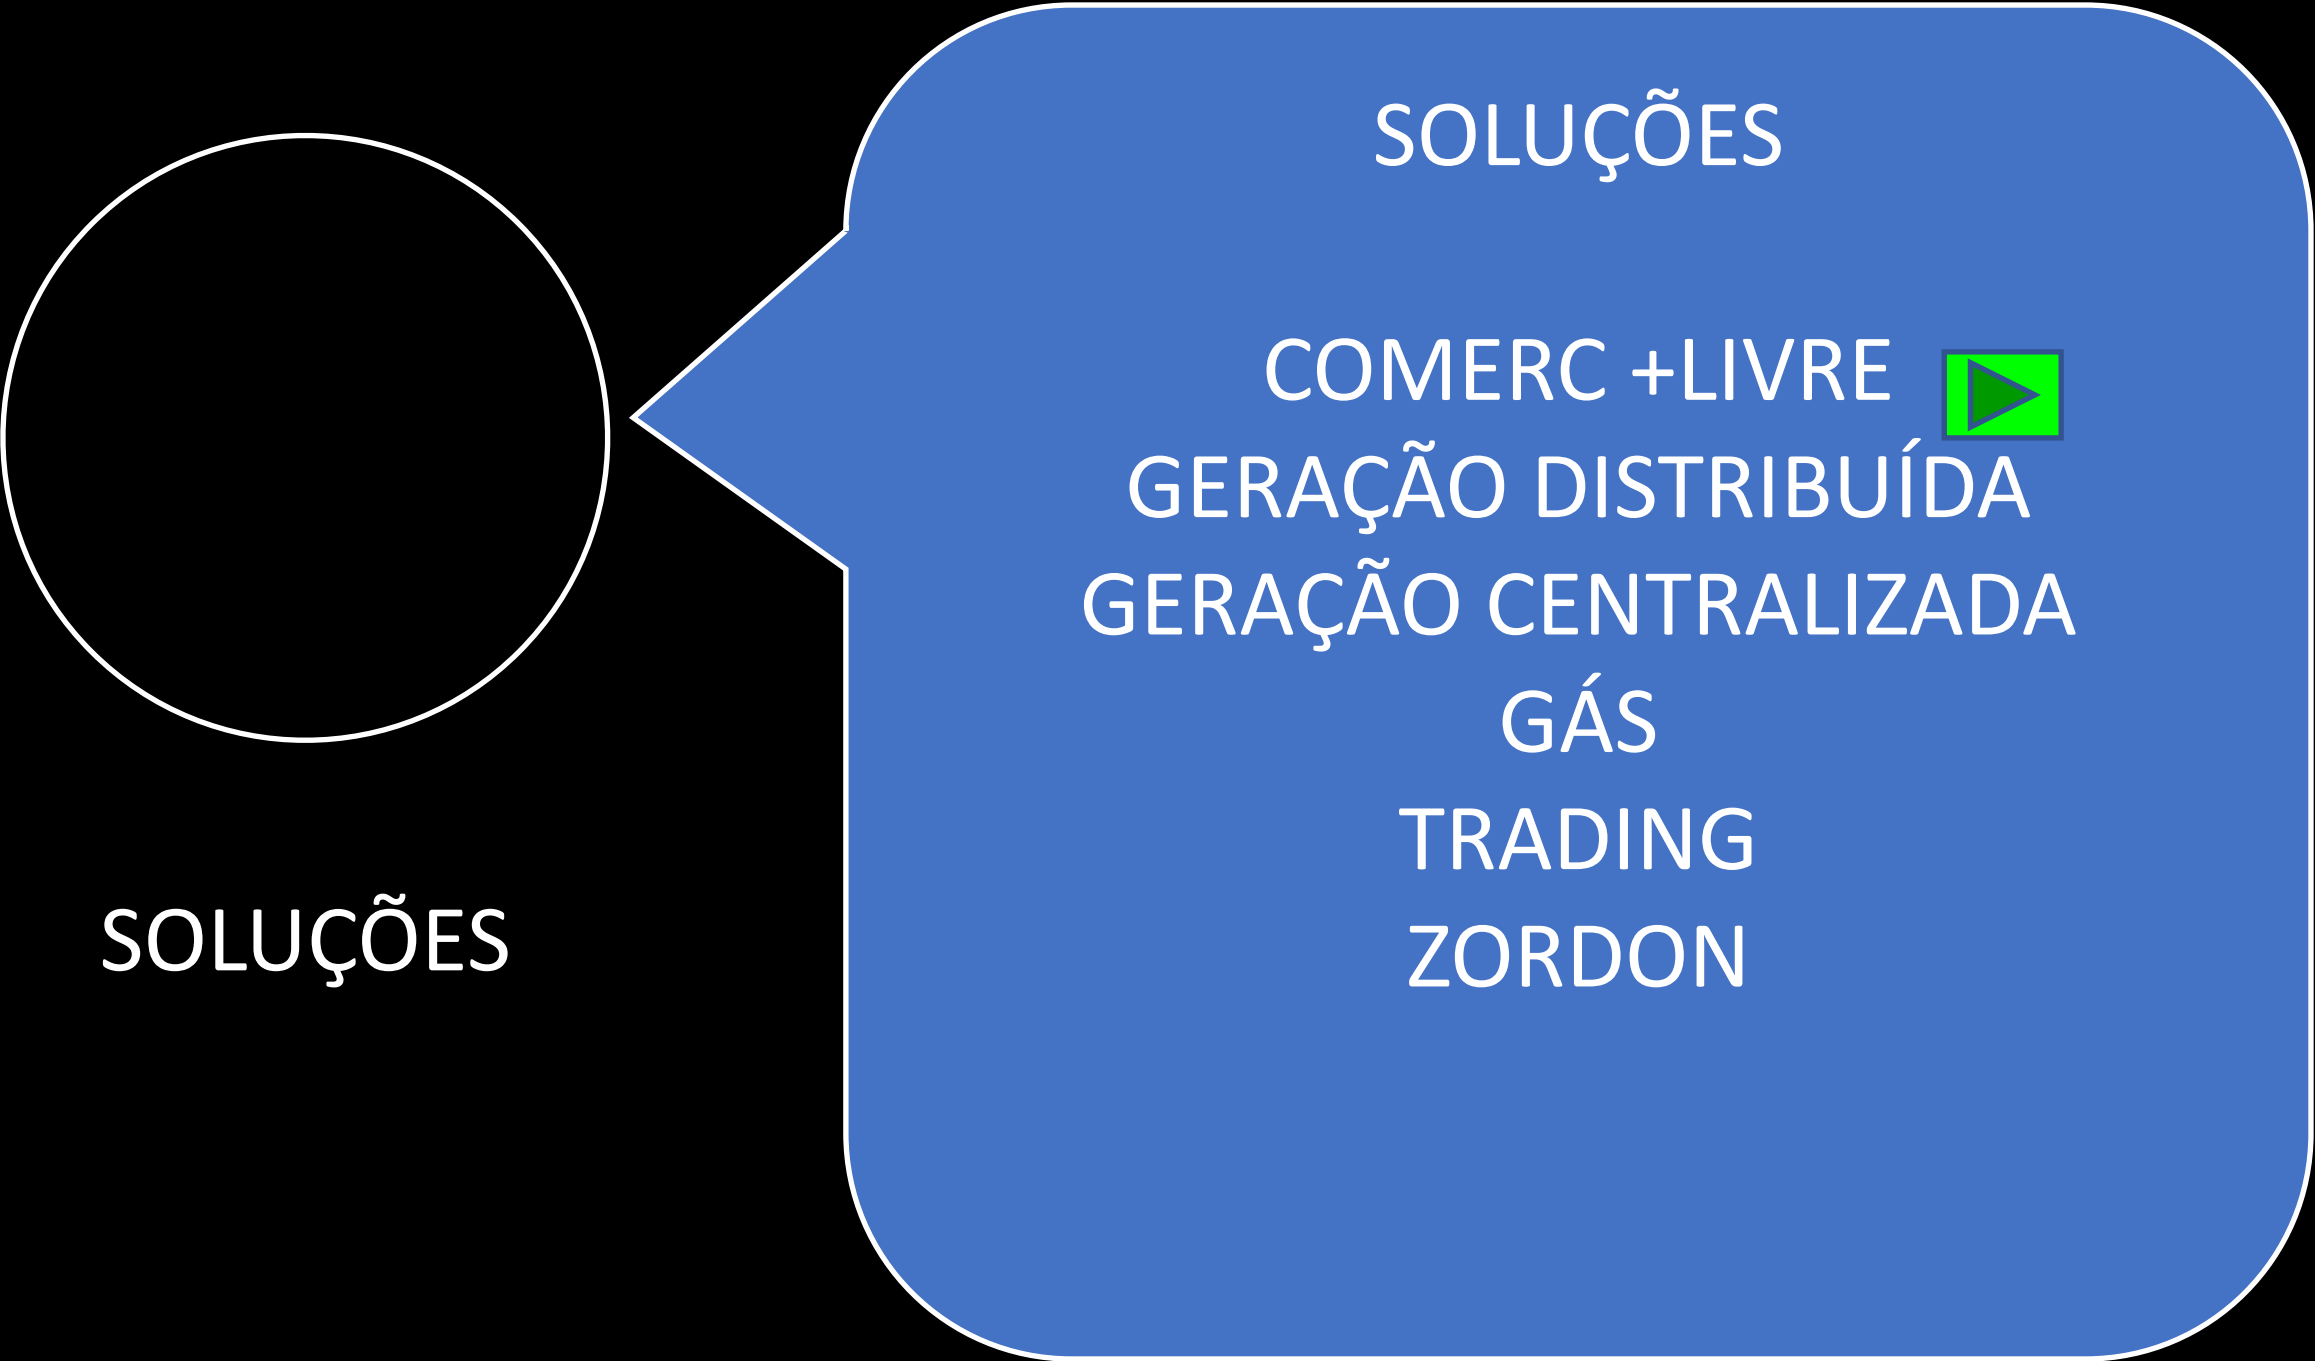 SOLUÇÕES
COMERC +LIVRE
GERAÇÃO DISTRIBUÍDA
GERAÇÃO CENTRALIZADA
GÁS
TRADING
ZORDON
SOLUÇÕES